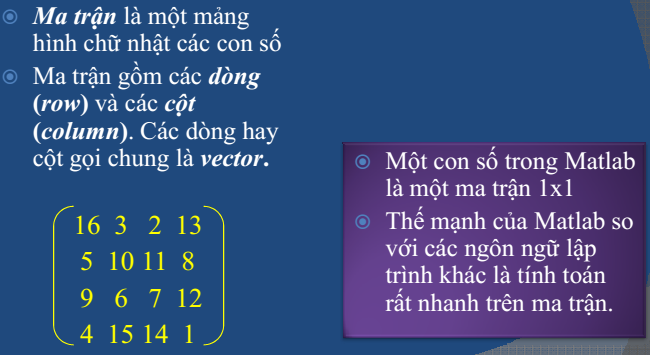 Ma trận là một mảng
hình chữ nhật các con số
Ma trận gồm các dòng
(row) và các cột
(column). Các dòng hay
cột gọi chung là vector.
16 3 2 13
5 10 11 8
9 6 7 12
4 15 14 1
Một con số trong Matlab
là một ma trận 1x1
Thế mạnh của Matlab so
với các ngôn ngữ lập
trình khác là tính toán
rất nhanh trên ma trận.